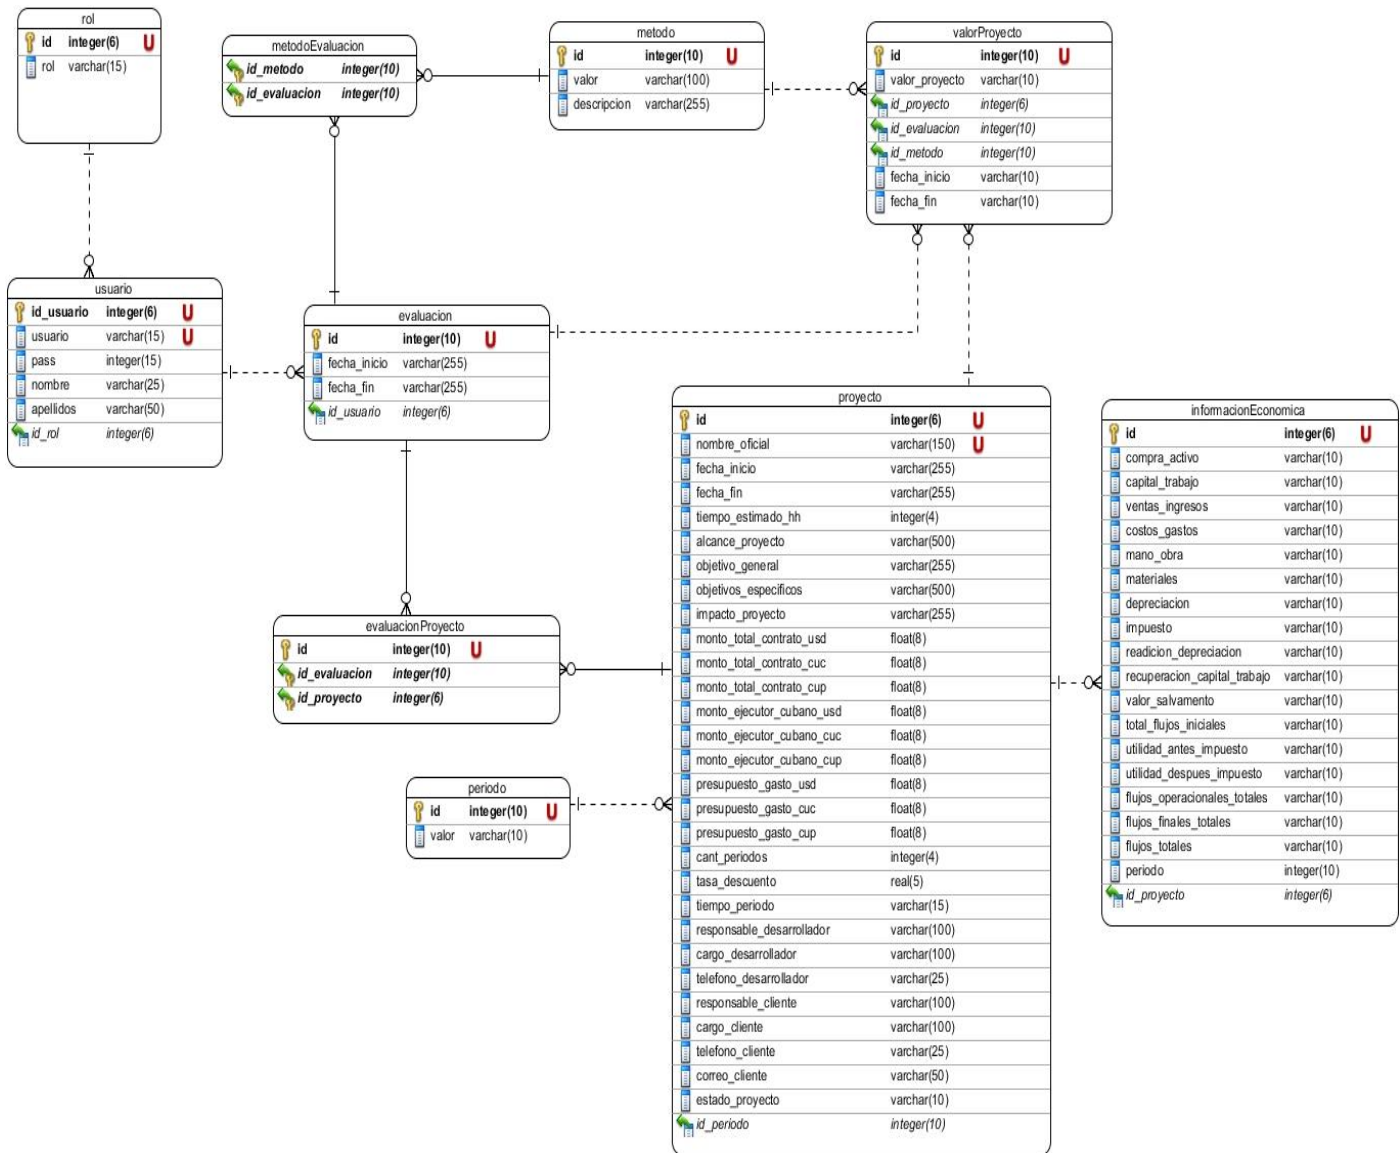 rol
id integer(6) U
rol varchar(15)
metodoEvaluacion
id_metodo integer(10)
id_evaluacion integer(10)
metodo
id integer(10) U
valor varchar(100)
descripcion varchar(255)
valorProyecto
id integer(10) U
valor_proyecto varchar(10)
id_proyecto integer(6)
id_evaluacion integer(10)
id_metodo integer(10)
fecha_inicio varchar(10)
fecha_fin varchar(10)
usuario
id_usuario integer(6) U
usuario varchar(15) U
pass integer(15)
nombre varchar(25)
apellidos varchar(50)
id_rol integer(6)
evaluacion
id integer(10) U
fecha_inicio varchar(255)
fecha_fin varchar(255)
id_usuario integer(6)
evaluacionProyecto
id integer(10) U
id_evaluacion integer(10)
id_proyecto integer(6)
periodo
id integer(10) U
valor varchar(10)
proyecto
id integer(6) U
nombre_oficial varchar(150) U
fecha_inicio varchar(255)
fecha_fin varchar(255)
tiempo_estimado_hh integer(4)
alcance_proyecto varchar(500)
objetivo_general varchar(255)
objetivos_especificos varchar(500)
impacto_proyecto varchar(255)
monto_total_contrato_usd float(8)
monto_total_contrato_cuc float(8)
monto_total_contrato_cup float(8)
monto_ejecutor_cubano_usd float(8)
monto_ejecutor_cubano_cuc float(8)
monto_ejecutor_cubano_cup float(8)
presupuesto_gasto_usd float(8)
presupuesto_gasto_cuc float(8)
presupuesto_gasto_cup float(8)
cant_periodos integer(4)
tasa_descuento real(5)
tiempo_periodo varchar(15)
responsable_desarrollador varchar(100)
cargo_desarrollador varchar(100)
telefono_desarrollador varchar(25)
responsable_cliente varchar(100)
cargo_cliente varchar(100)
telefono_cliente varchar(25)
correo_cliente varchar(50)
estado_proyecto varchar(10)
id_periodo integer(10)
informacionEconomica
id integer(6) U
compra_activo varchar(10)
capital_trabajo varchar(10)
ventas_ingresos varchar(10)
costos_gastos varchar(10)
mano_obra varchar(10)
materiales varchar(10)
depreciacion varchar(10)
impuesto varchar(10)
readicion_depreciacion varchar(10)
recuperacion_capital_trabajo varchar(10)
valor_salvamento varchar(10)
total_flujos_iniciales varchar(10)
utilidad_antes_impuesto varchar(10)
utilidad_despues_impuesto varchar(10)
flujos_operacionales_totales varchar(10)
flujos_finales_totales varchar(10)
flujos_totales varchar(10)
periodo integer(10)
id_proyecto integer(6)